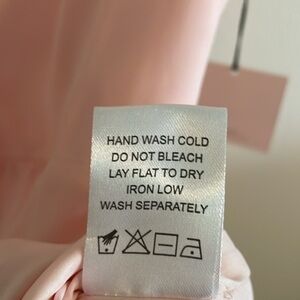 HAND WASH COLD
DO NOT BLEACH
LAY FLAT TO DRY
IRON LOW
WASH SEPARATELY